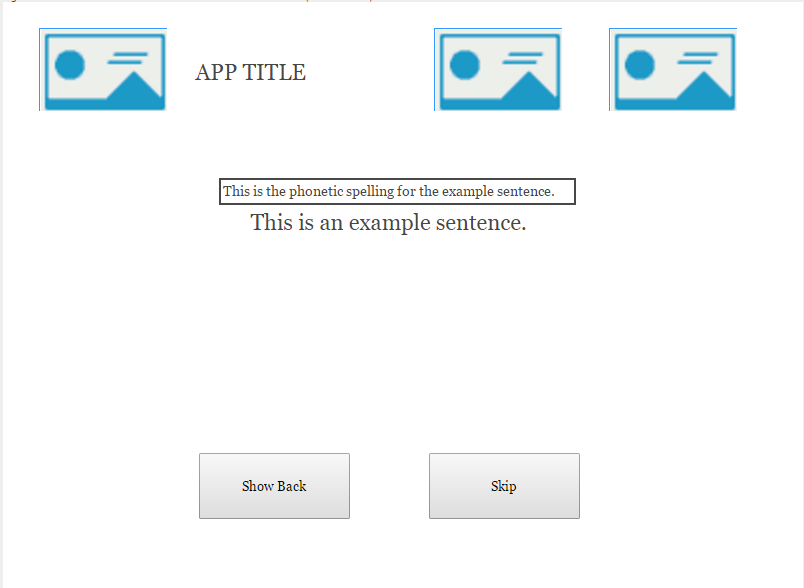 APP TITLE
This is the phonetic spelling for the example sentence.
This is an example sentence.
Show Back
Skip